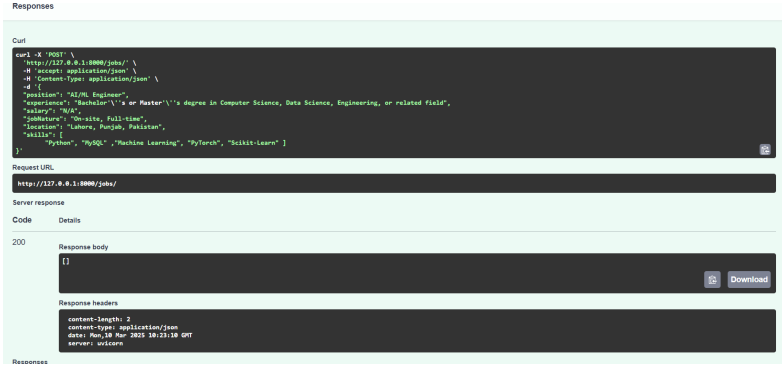 Responses
Curl
curl -X 'POST' \
  'http://127.0.0.1:8000/jobs/' \
  -H 'accept: application/json' \
  -H 'Content-Type: application/json' \
  -d '{
  "position": "AI/ML Engineer",
  "experience": "Bachelor'\''s or Master'\''s degree in Computer Science, Data Science, Engineering, or related field",
  "salary": "N/A",
  "jobNature": "On-site, Full-time",
  "location": "Lahore, Punjab, Pakistan",
  "skills": [
        "Python", "MySQL" ,"Machine Learning", "PyTorch", "Scikit-Learn" ]
}'
Request URL
http://127.0.0.1:8000/jobs/
Server response
Code Details
200
Response body
[]
Download
Response headers
content-length: 2
content-type: application/json
date: Mon,10 Mar 2025 10:23:10 GMT
server: uvicorn
Responses